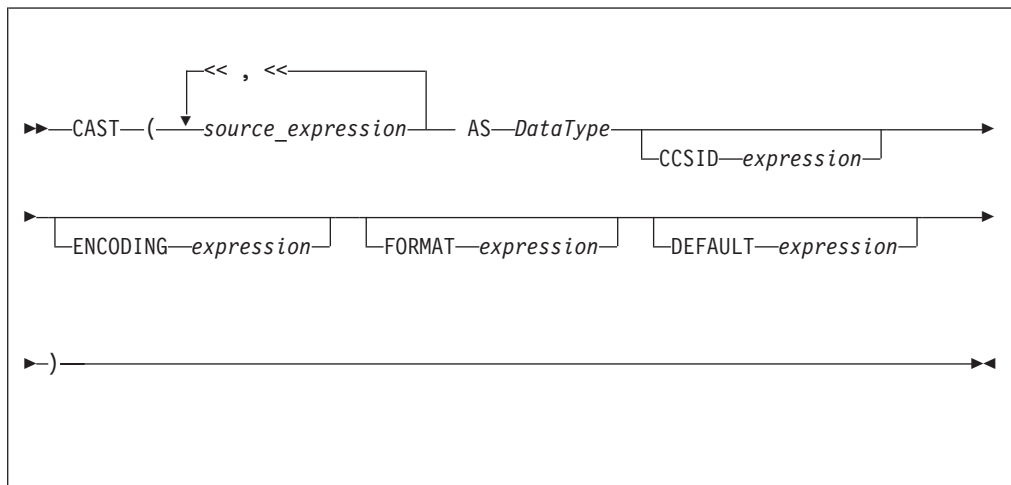 << , <<
CAST ( source_expression AS DataType
CCSID expression
ENCODING expression FORMAT expression DEFAULT expression
)